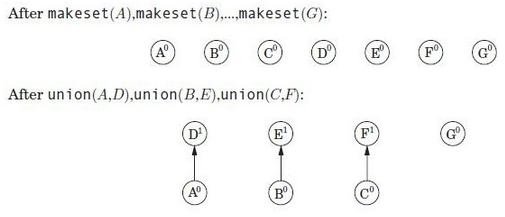 After makeset(A),makeset(B),...,makeset(G):
A⁰ B⁰ C⁰ D⁰ E⁰ F⁰ G⁰
After union(A,D),union(B,E),union(C,F):
D¹ E¹ F¹ G⁰
A⁰ B⁰ C⁰